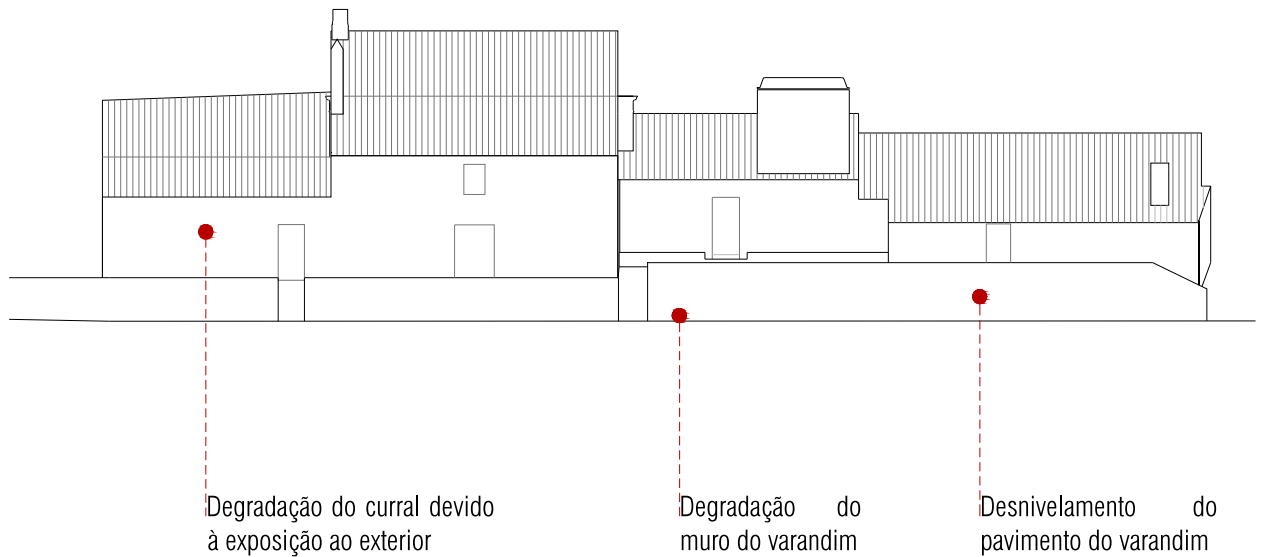 Degradação do curral devido
à exposição ao exterior
Degradação do
muro do varandim
Desnivelamento do
pavimento do varandim